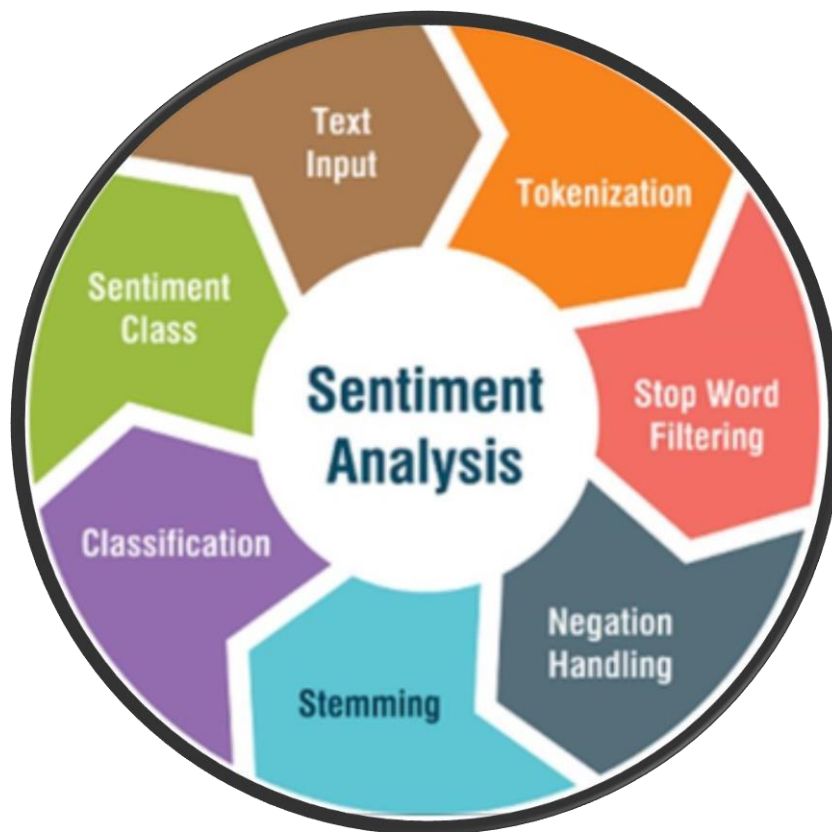 Text
Input
Tokenization
Stop Word
Filtering
Negation
Handling
Stemming
Classification
Sentiment
Class
Sentiment
Analysis